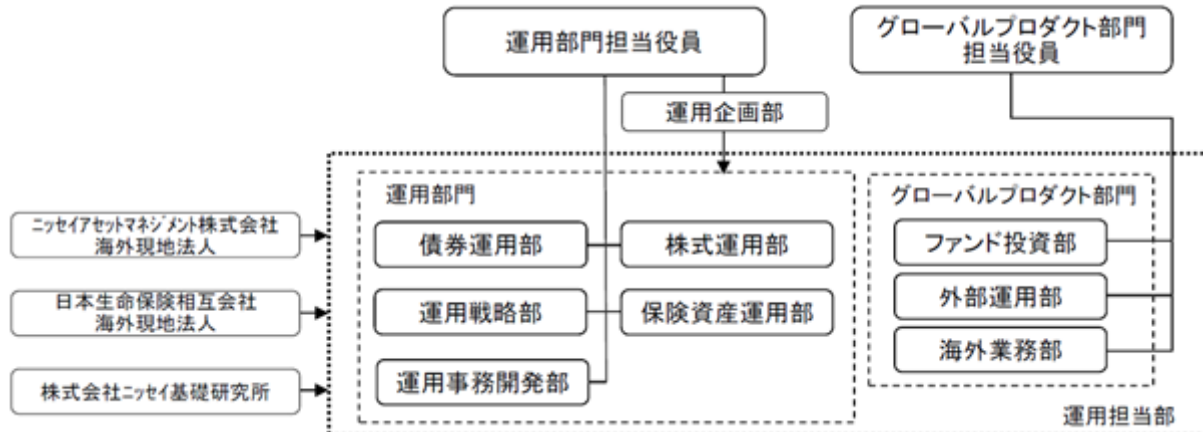 運用部門担当役員
グローバルプロダクト部門
担当役員
運用企画部
運用部門
グローバルプロダクト部門
ニッセイアセットマネジメント株式会社
海外現地法人
債券運用部
株式運用部
ファンド投資部
日本生命保険相互会社
海外現地法人
運用戦略部
保険資産運用部
外部運用部
海外業務部
株式会社ニッセイ基礎研究所
運用事務開発部
運用担当部